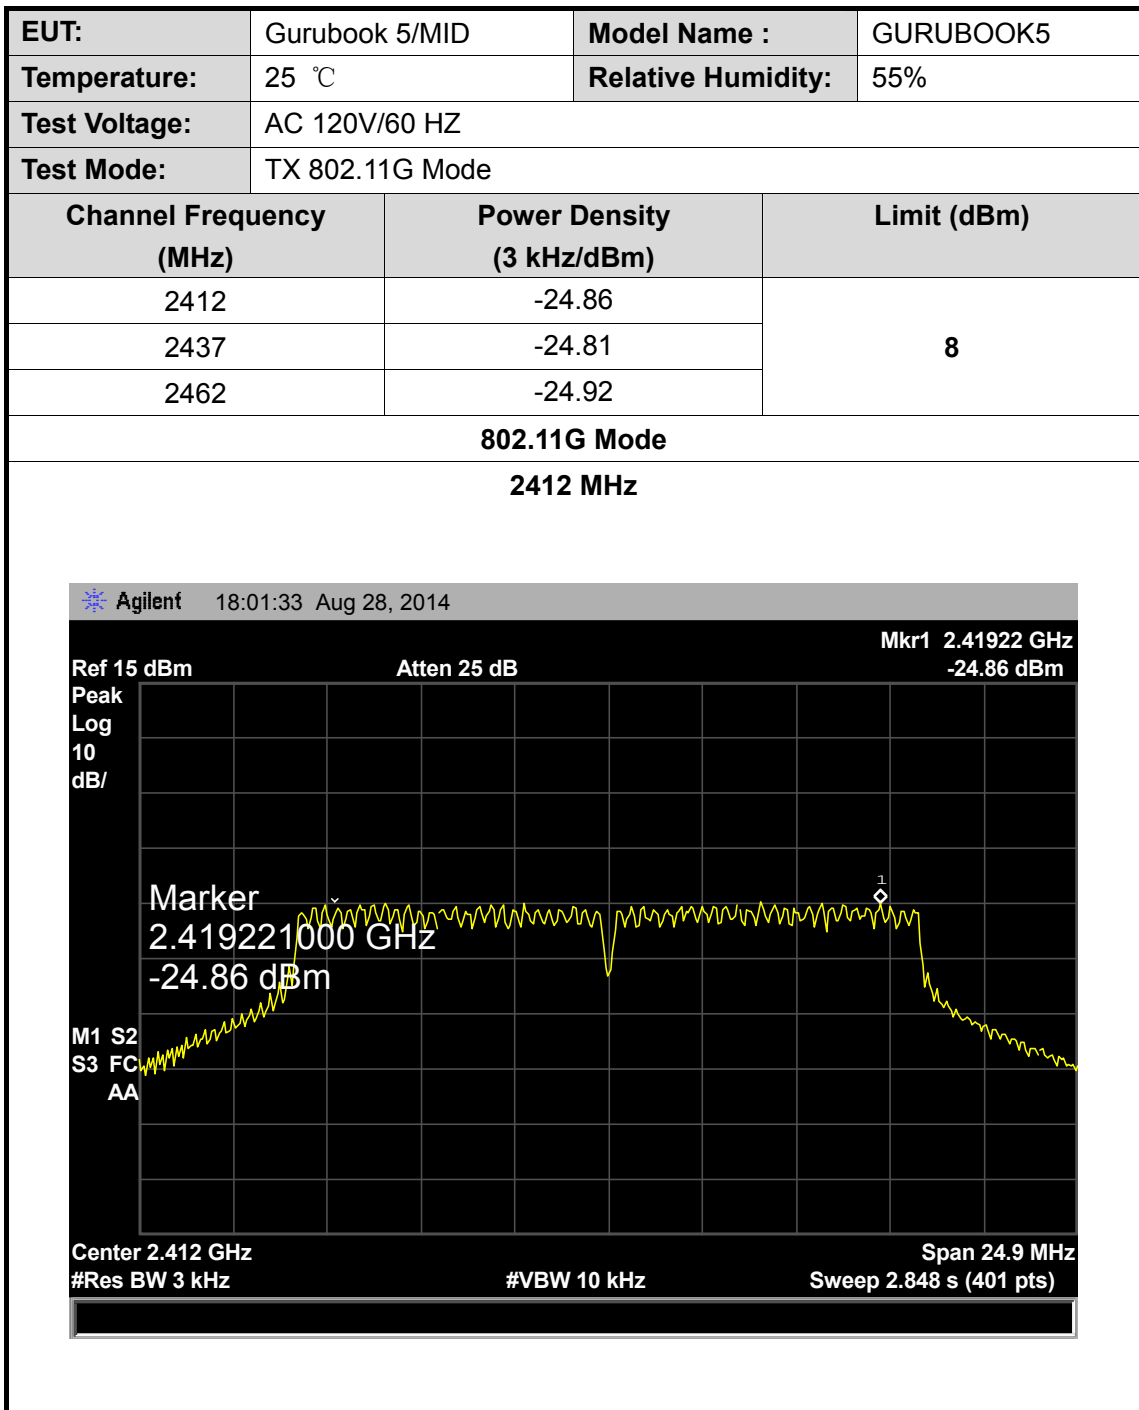 EUT: Gurubook 5/MID Model Name : GURUBOOK5
Temperature: 25 ℃ Relative Humidity: 55%
Test Voltage: AC 120V/60 HZ
Test Mode: TX 802.11G Mode
Channel Frequency (MHz) Power Density (3 kHz/dBm) Limit (dBm)
2412 -24.86
2437 -24.81 8
2462 -24.92
802.11G Mode
2412 MHz
Agilent 18:01:33 Aug 28, 2014
Mkr1 2.41922 GHz
Ref 15 dBm Atten 25 dB -24.86 dBm
Peak
Log
10
dB/
1
Marker
2.419221000 GHz
-24.86 dBm
M1 S2
S3 FC
AA
Center 2.412 GHz Span 24.9 MHz
#Res BW 3 kHz #VBW 10 kHz Sweep 2.848 s (401 pts)